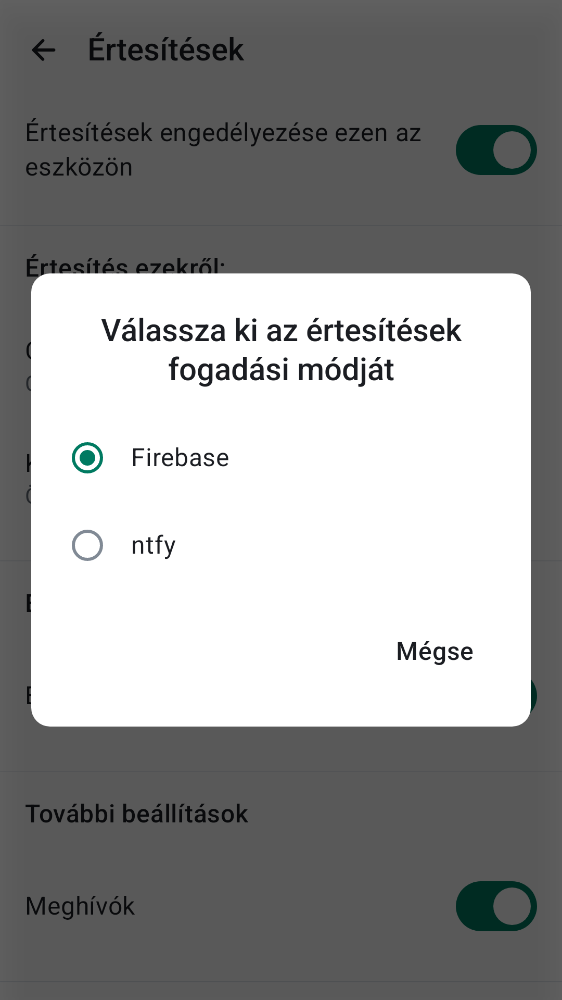 Értesítések
Értesítések engedélyezése ezen az
eszközön
Értesítés ezekről:
Válassza ki az értesítések
fogadási módját
Firebase
ntfy
Mégse
További beállítások
Meghívók